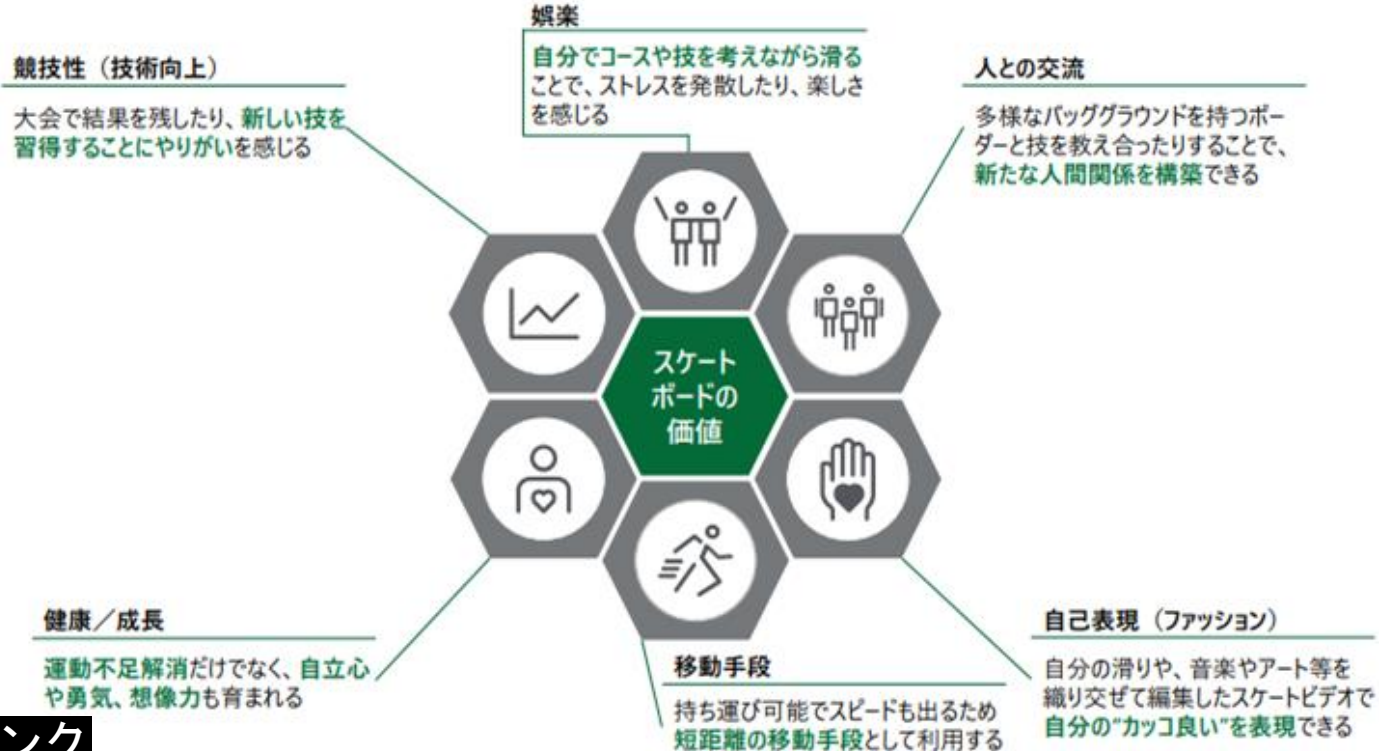 娯楽
自分でコースや技を考えながら滑る
ことで、ストレスを発散したり、楽しさ
を感じる
競技性（技術向上）
大会で結果を残したり、新しい技を
習得することにやりがいを感じる
人との交流
多様なバッググラウンドを持つボー
ダーと技を教え合ったりすることで、
新たな人間関係を構築できる
スケート
ボードの
価値
健康／成長
運動不足解消だけでなく、自立心
や勇気、想像力も育まれる
移動手段
持ち運び可能でスピードも出るため
短距離の移動手段として利用する
自己表現（ファッション）
自分の滑りや、音楽やアート等を
織り交ぜて編集したスケートビデオで
自分の"カッコ良い"を表現できる
ンク